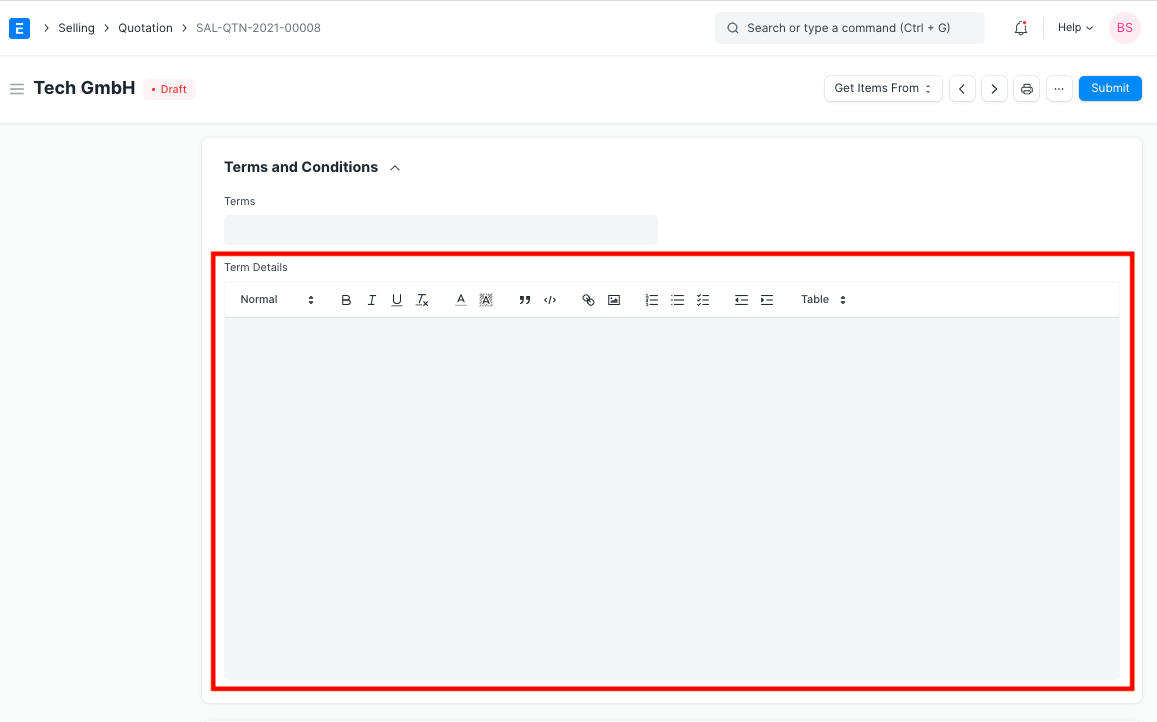 E Selling Quotation SAL-QTN-2021-00008 Search or type a command (Ctrl + G) Help BS
Tech GmbH Draft Get Items From ... Submit
Terms and Conditions
Terms
Term Details
Normal B I U Tx A A Table